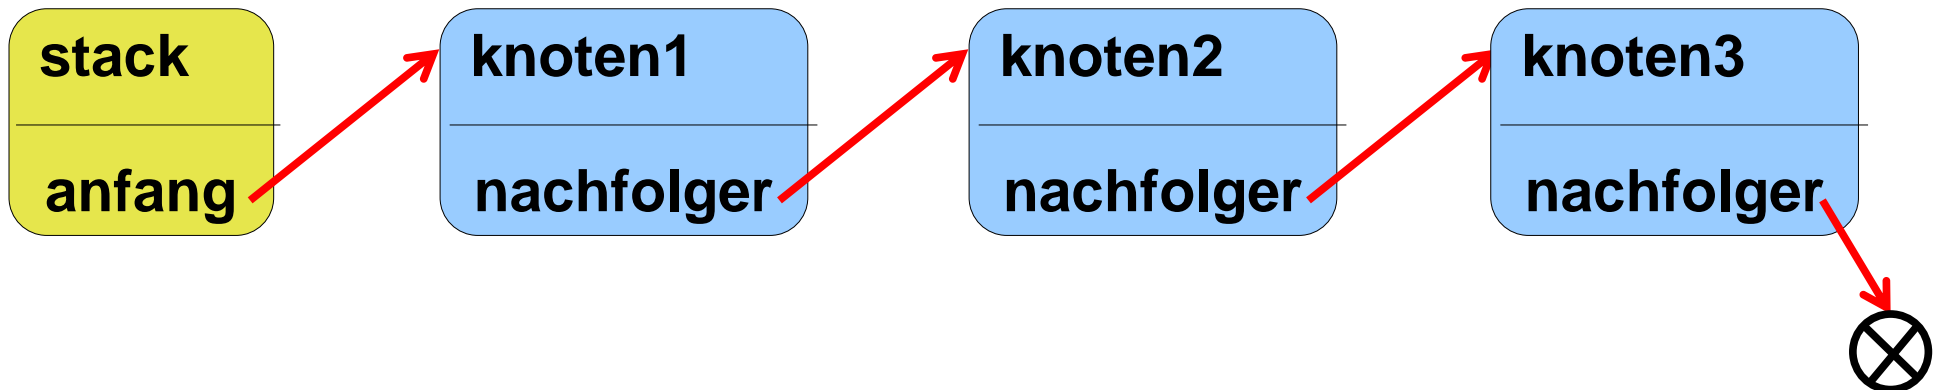 stack
anfang
knoten1
nachfolger
knoten2
nachfolger
knoten3
nachfolger